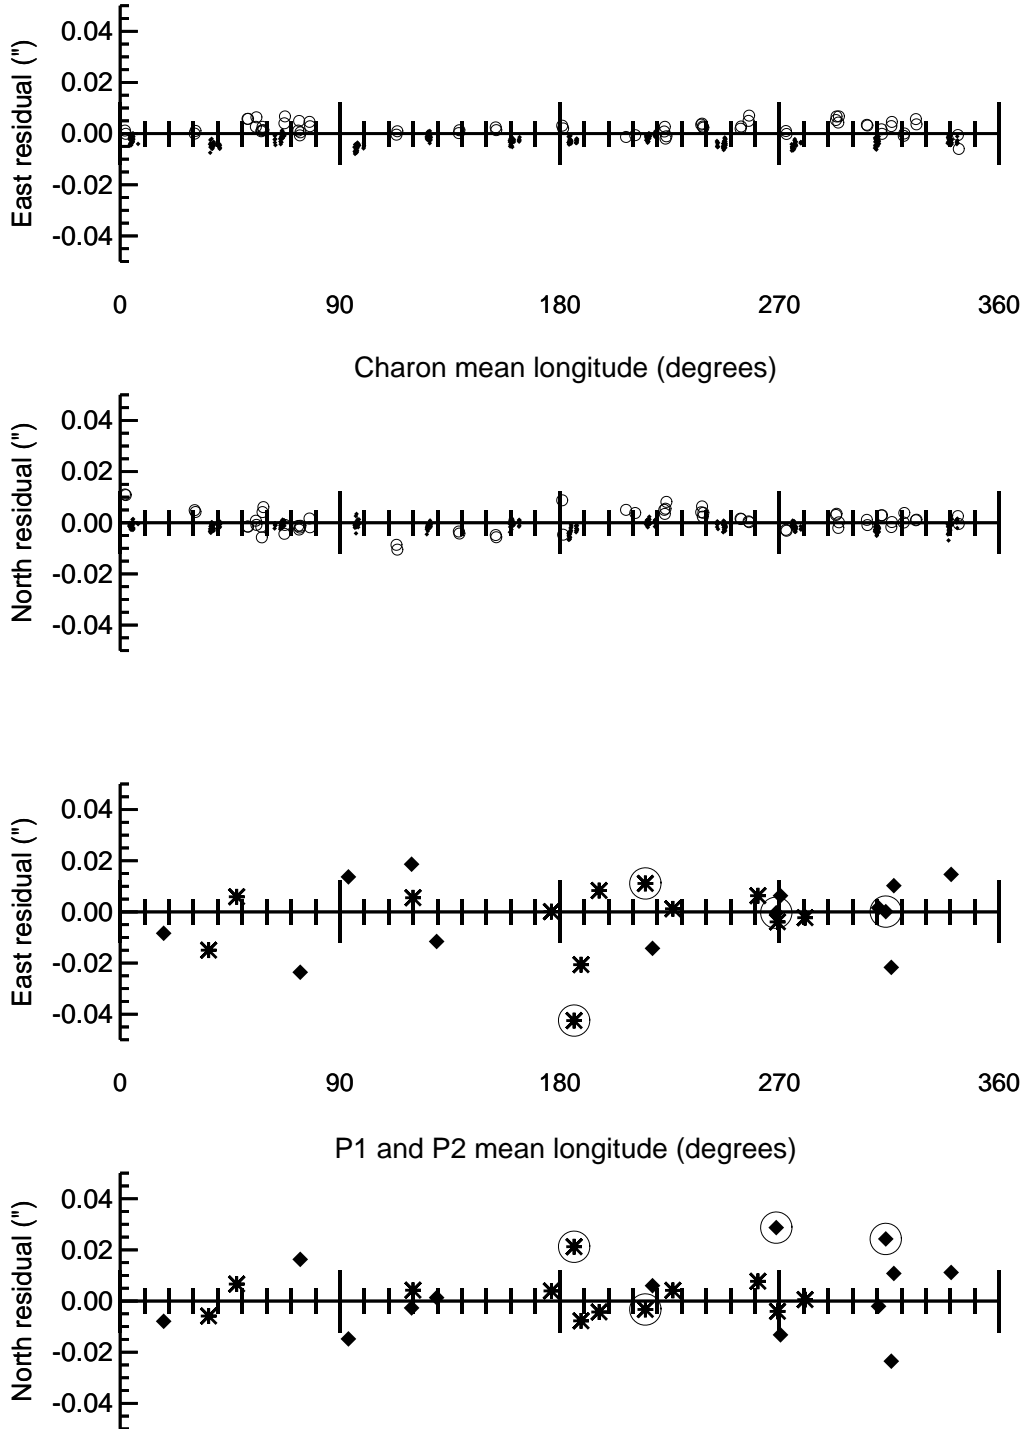 East residual (")
0.04
0.02
0.00
-0.02
-0.04
0 90 180 270 360
Charon mean longitude (degrees)
North residual (")
0.04
0.02
0.00
-0.02
-0.04
East residual (")
0.04
0.02
0.00
-0.02
-0.04
0 90 180 270 360
P1 and P2 mean longitude (degrees)
North residual (")
0.04
0.02
0.00
-0.02
-0.04